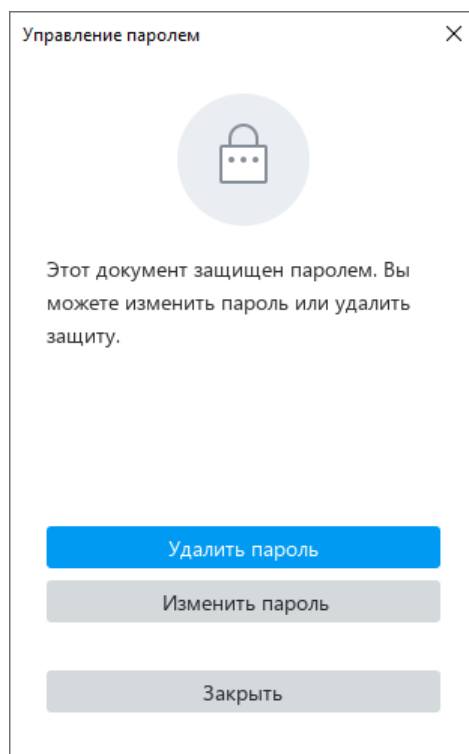 Управление паролем
Этот документ защищен паролем. Вы
можете изменить пароль или удалить
защиту.
Удалить пароль
Изменить пароль
Закрыть